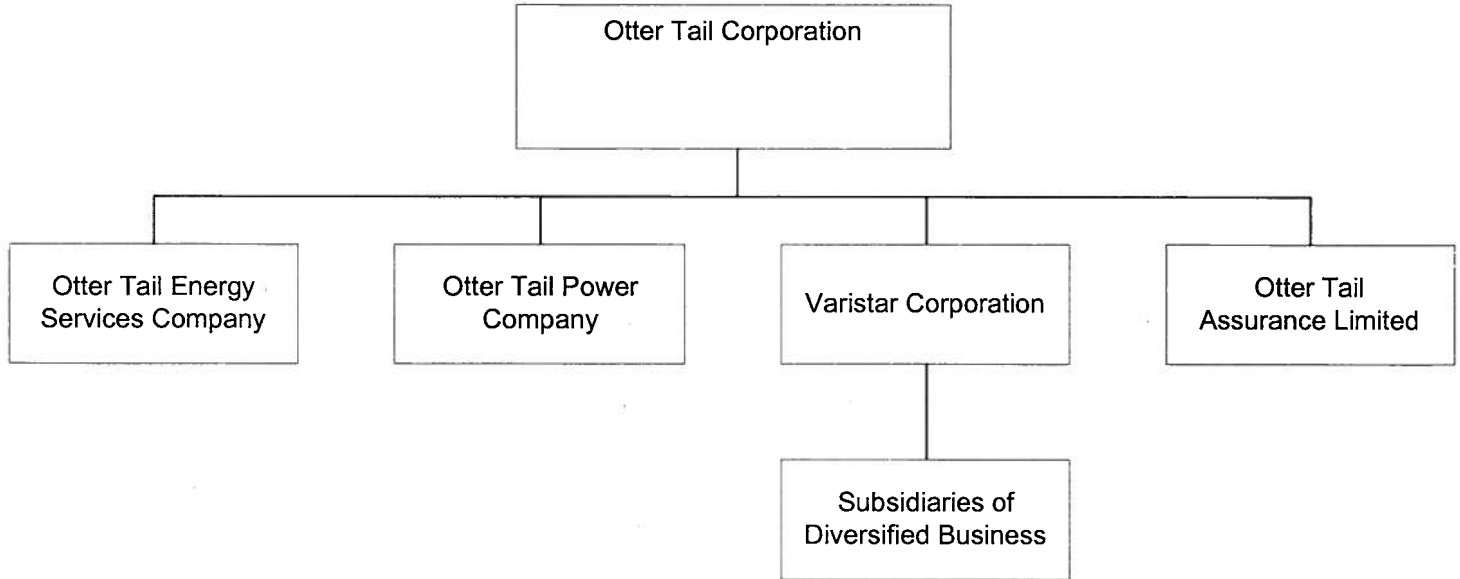 Otter Tail Corporation
Otter Tail Energy
Services Company
Otter Tail Power
Company
Varistar Corporation
Otter Tail
Assurance Limited
Subsidiaries of
Diversified Business